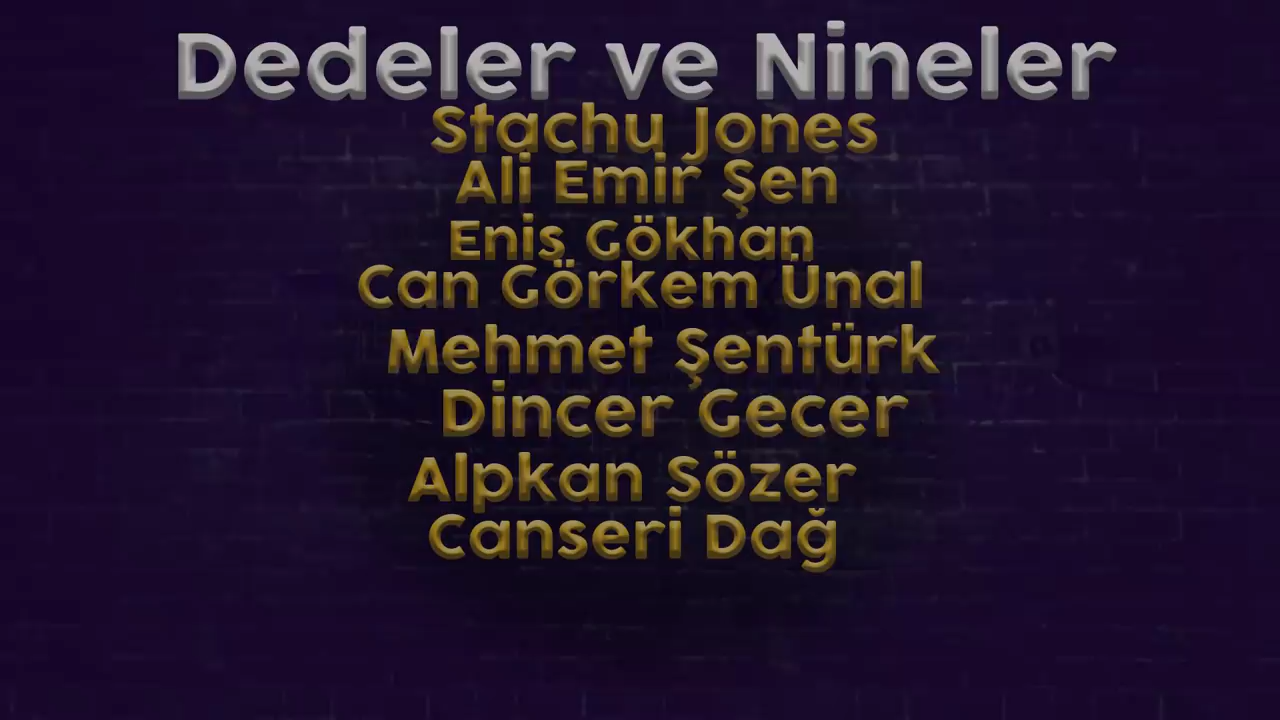 Dedeler ve Nineler
Stachu Jones
Ali Emir Şen
Enis Gökhan
Can Görkem Ünal
Mehmet Şentürk
Dincer Gecer
Alpkan Sözer
Canseri Dağ